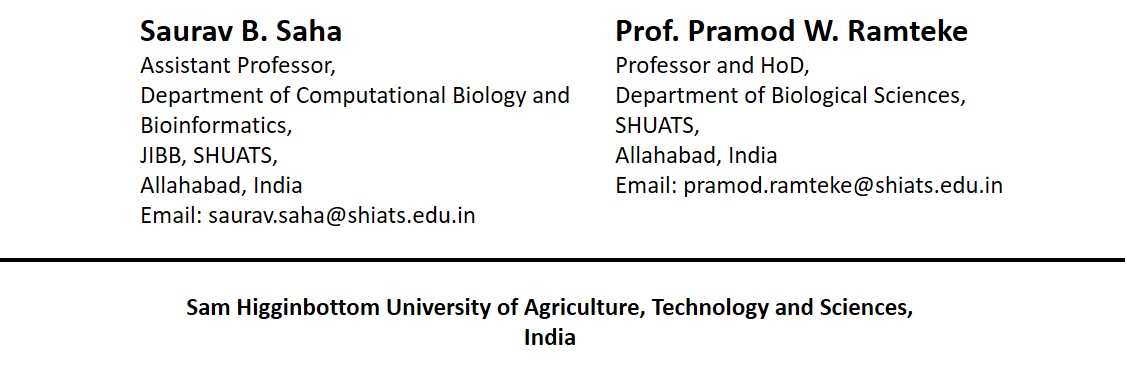 Saurav B. Saha
Assistant Professor,
Department of Computational Biology and
Bioinformatics,
JIBB, SHUATS,
Allahabad, India
Email: saurav.saha@shiats.edu.in
Prof. Pramod W. Ramteke
Professor and HoD,
Department of Biological Sciences,
SHUATS,
Allahabad, India
Email: pramod.ramteke@shiats.edu.in
Sam Higginbottom University of Agriculture, Technology and Sciences,
India